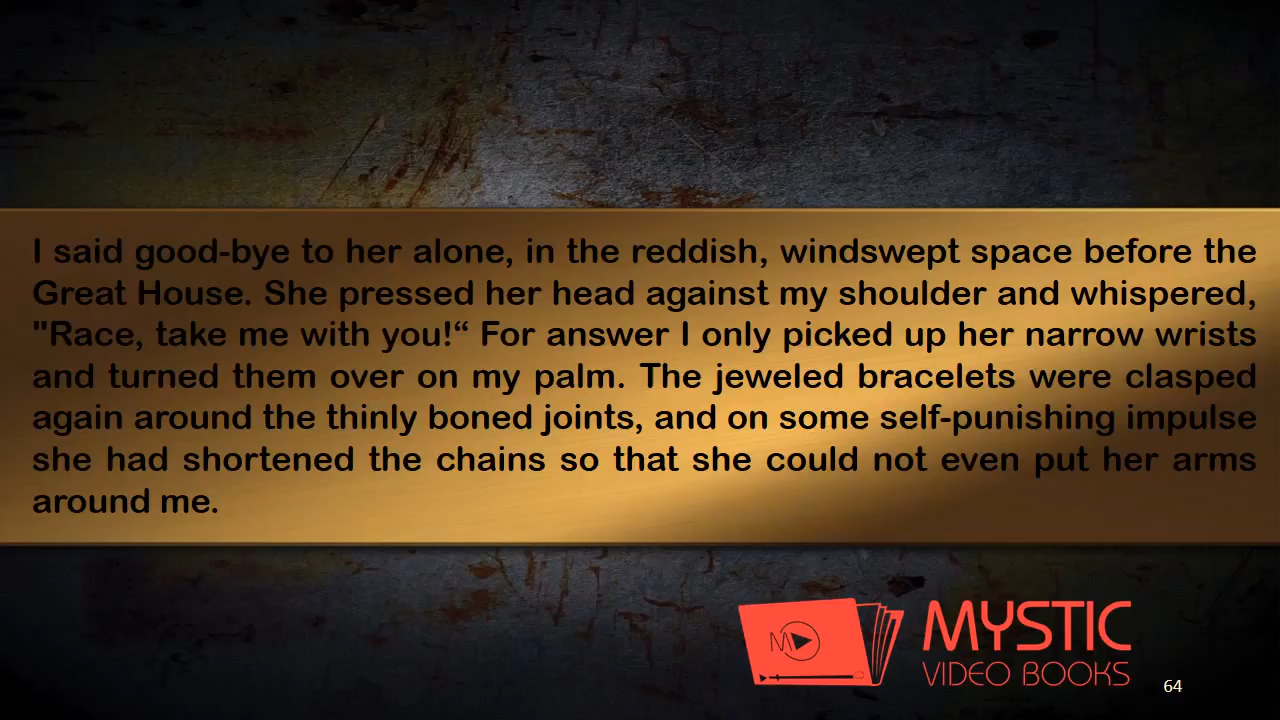 I said good-bye to her alone, in the reddish, windswept space before the
Great House. She pressed her head against my shoulder and whispered,
"Race, take me with you!“ For answer I only picked up her narrow wrists
and turned them over on my palm. The jeweled bracelets were clasped
again around the thinly boned joints, and on some self-punishing impulse
she had shortened the chains so that she could not even put her arms
around me.
MYSTIC
VIDEO BOOKS
64